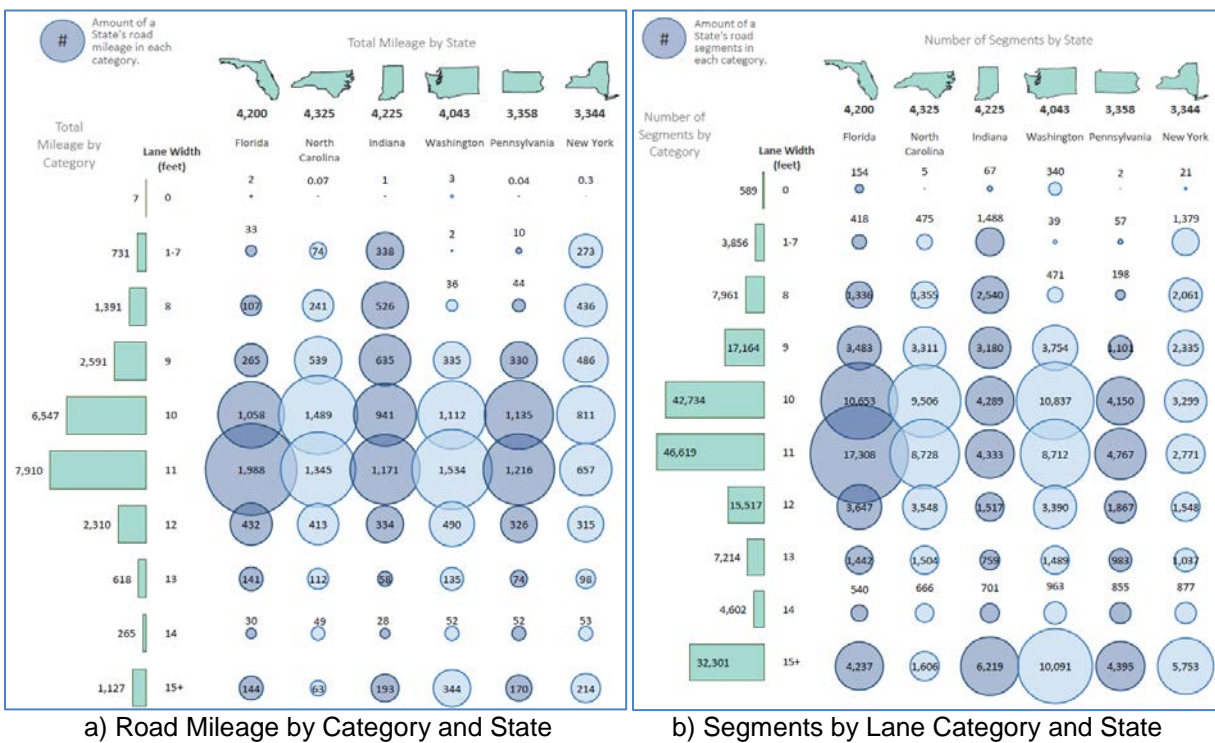 #
Amount of a
State's road
mileage in each
category.
Total Mileage by State
4,200 4,325 4,225 4,043 3,358 3,344
Total
Mileage by
Category
Lane Width
(feet)
Florida North
Carolina Indiana Washington Pennsylvania New York
2 0.07 1 3 0.04 0.3
7 0
33 2 10
731 1-7 74 338 273
36 44
1,391 8 107 241 526 436
2,591 9 265 539 635 335 330 486
6,547 10 1,058 1,489 941 1,112 1,135 811
7,910 11 1,988 1,345 1,171 1,534 1,216 657
2,310 12 432 413 334 490 326 315
618 13 141 112 58 135 74 98
30 49 28 52 52 53
265 14
1,127 15+ 144 63 193 344 170 214
a) Road Mileage by Category and State
#
Amount of a
State's road
segments in
each category.
Number of Segments by State
4,200 4,325 4,225 4,043 3,358 3,344
Number of
Segments by
Category
Lane Width
(feet)
Florida North
Carolina Indiana Washington Pennsylvania New York
154 5 67 340 2 21
589 0
418 475 1,488 39 57 1,379
3,856 1-7
471 198
7,961 8 1,336 1,355 2,540 2,061
17,164 9 3,483 3,311 3,180 3,754 1,101 2,335
42,734 10 10,653 9,506 4,289 10,837 4,150 3,299
46,619 11 17,308 8,728 4,333 8,712 4,767 2,771
15,517 12 3,647 3,548 1,517 3,390 1,867 1,548
7,214 13 1,442 1,504 759 1,489 983 1,037
540 666 701 963 855 877
4,602 14
32,301 15+ 4,237 1,606 6,219 10,091 4,395 5,753
b) Segments by Lane Category and State